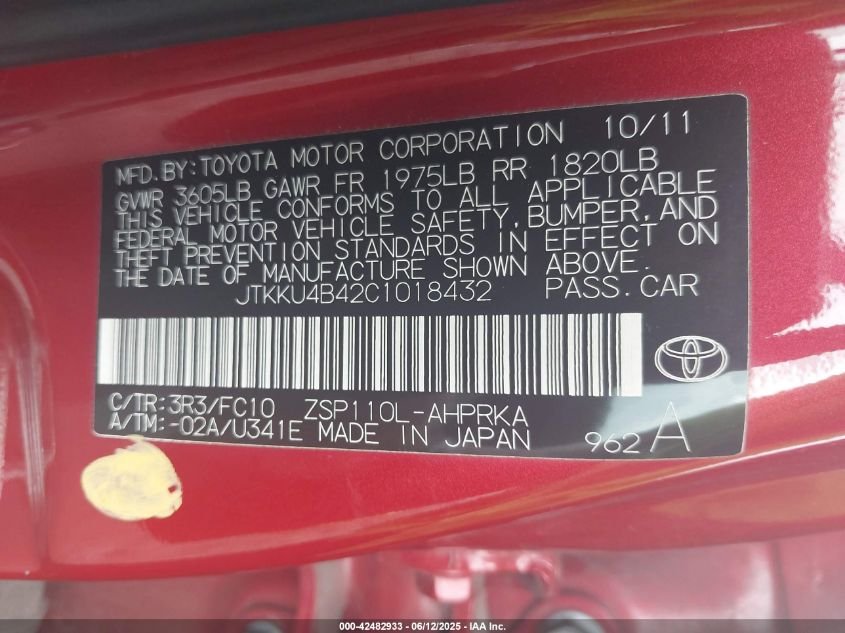 MFD.BY:TOYOTA MOTOR CORPORATION 10/11
GVWR 3605LB GAWR FR 1975LB RR 1820LB
THIS VEHICLE CONFORMS TO ALL APPLICABLE
FEDERAL MOTOR VEHICLE SAFETY,BUMPER,AND
THEFT PREVENTION STANDARDS IN EFFECT ON
THE DATE OF MANUFACTURE SHOWN ABOVE.
JTKKU4B42C1018432 PASS.CAR
C/TR:3R3/FC10 ZSP110L-AHPRKA
A/TM:-02A/U341E MADE IN JAPAN 962 A
000-42482933 - 06/12/2025 - IAA Inc.